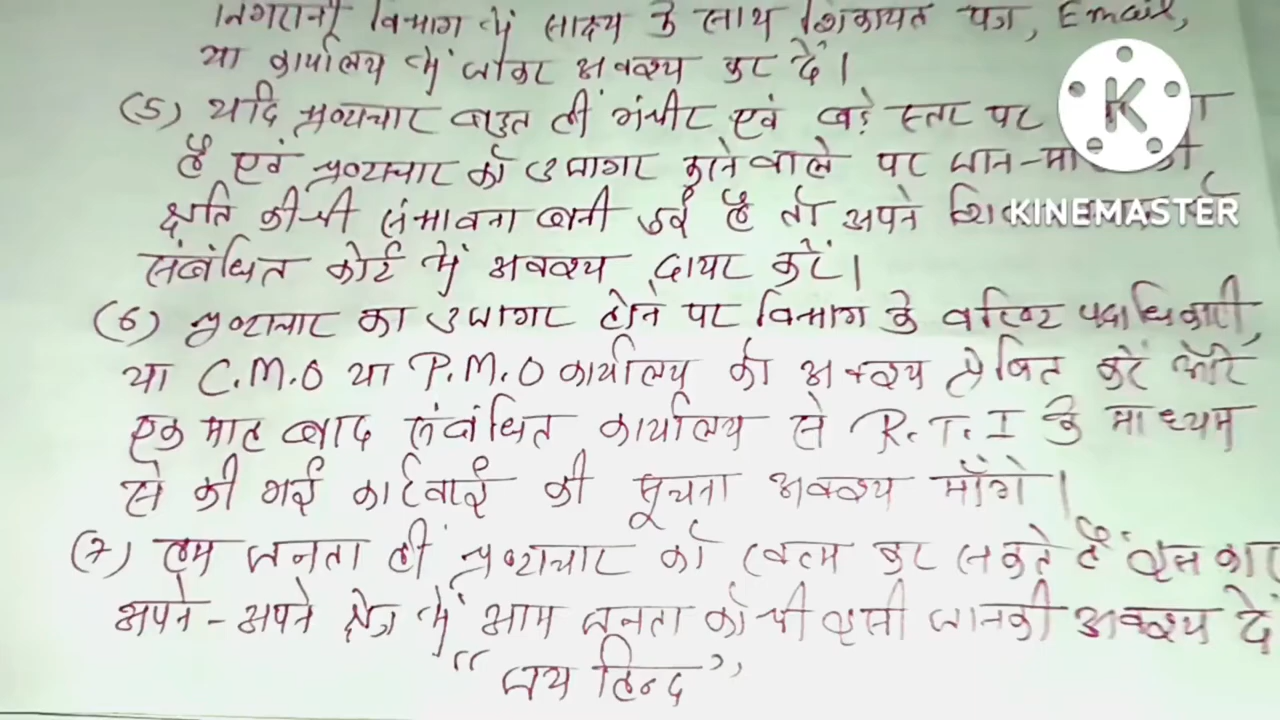 निगरानी विभाग में साक्ष्य के साथ शिकायत पत्र, Email,
या कार्यालय में जाकर अवश्य कर दें।
(5) यदि भ्रष्टाचार बहुत ही गंभीर एवं बड़े स्तर पर
है एवं भ्रष्टाचार को उजागर करने वाले पर जान-
क्षति की भी संभावना बनी हुई है तो अपने
संबंधित कोर्ट में अवश्य दायर करें।
(6) भ्रष्टाचार का उजागर होने पर विभाग के वरिष्ट पदाधिकारी,
या C.M.O या P.M.O कार्यालय को अवश्य प्रेषित करें और
एक माह बाद संबंधित कार्यालय से R.T.I के माध्यम
से की गई कार्रवाई की सूचना अवश्य माँगे।
(7) हम जनता ही भ्रष्टाचार को खत्म कर सकते हैं इस
अपने-अपने क्षेत्र में आम जनता को भी इसी जानकी अवश्य दें
"जय हिन्द"
K
KINEMASTER